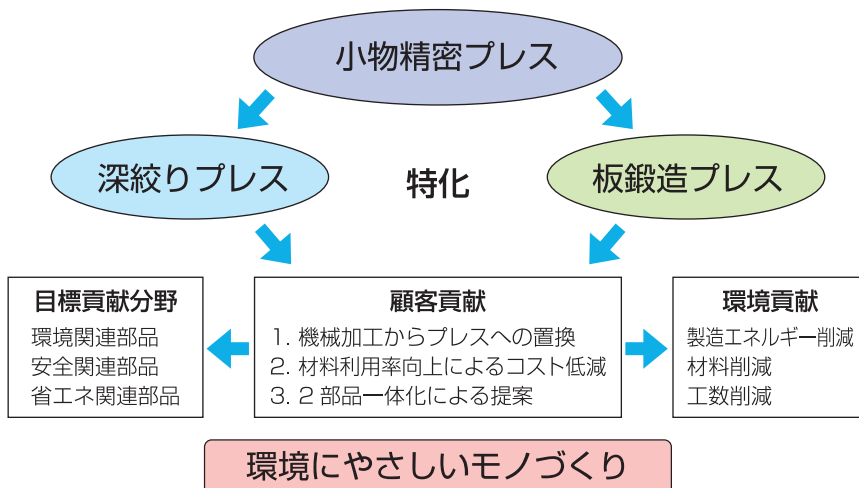 小物精密プレス
深絞りプレス
特化
板鍛造プレス
目標貢献分野
環境関連部品
安全関連部品
省エネ関連部品
顧客貢献
1. 機械加工からプレスへの置換
2. 材料利用率向上によるコスト低減
3. 2 部品一体化による提案
環境貢献
製造エネルギー削減
材料削減
工数削減
環境にやさしいモノづくり